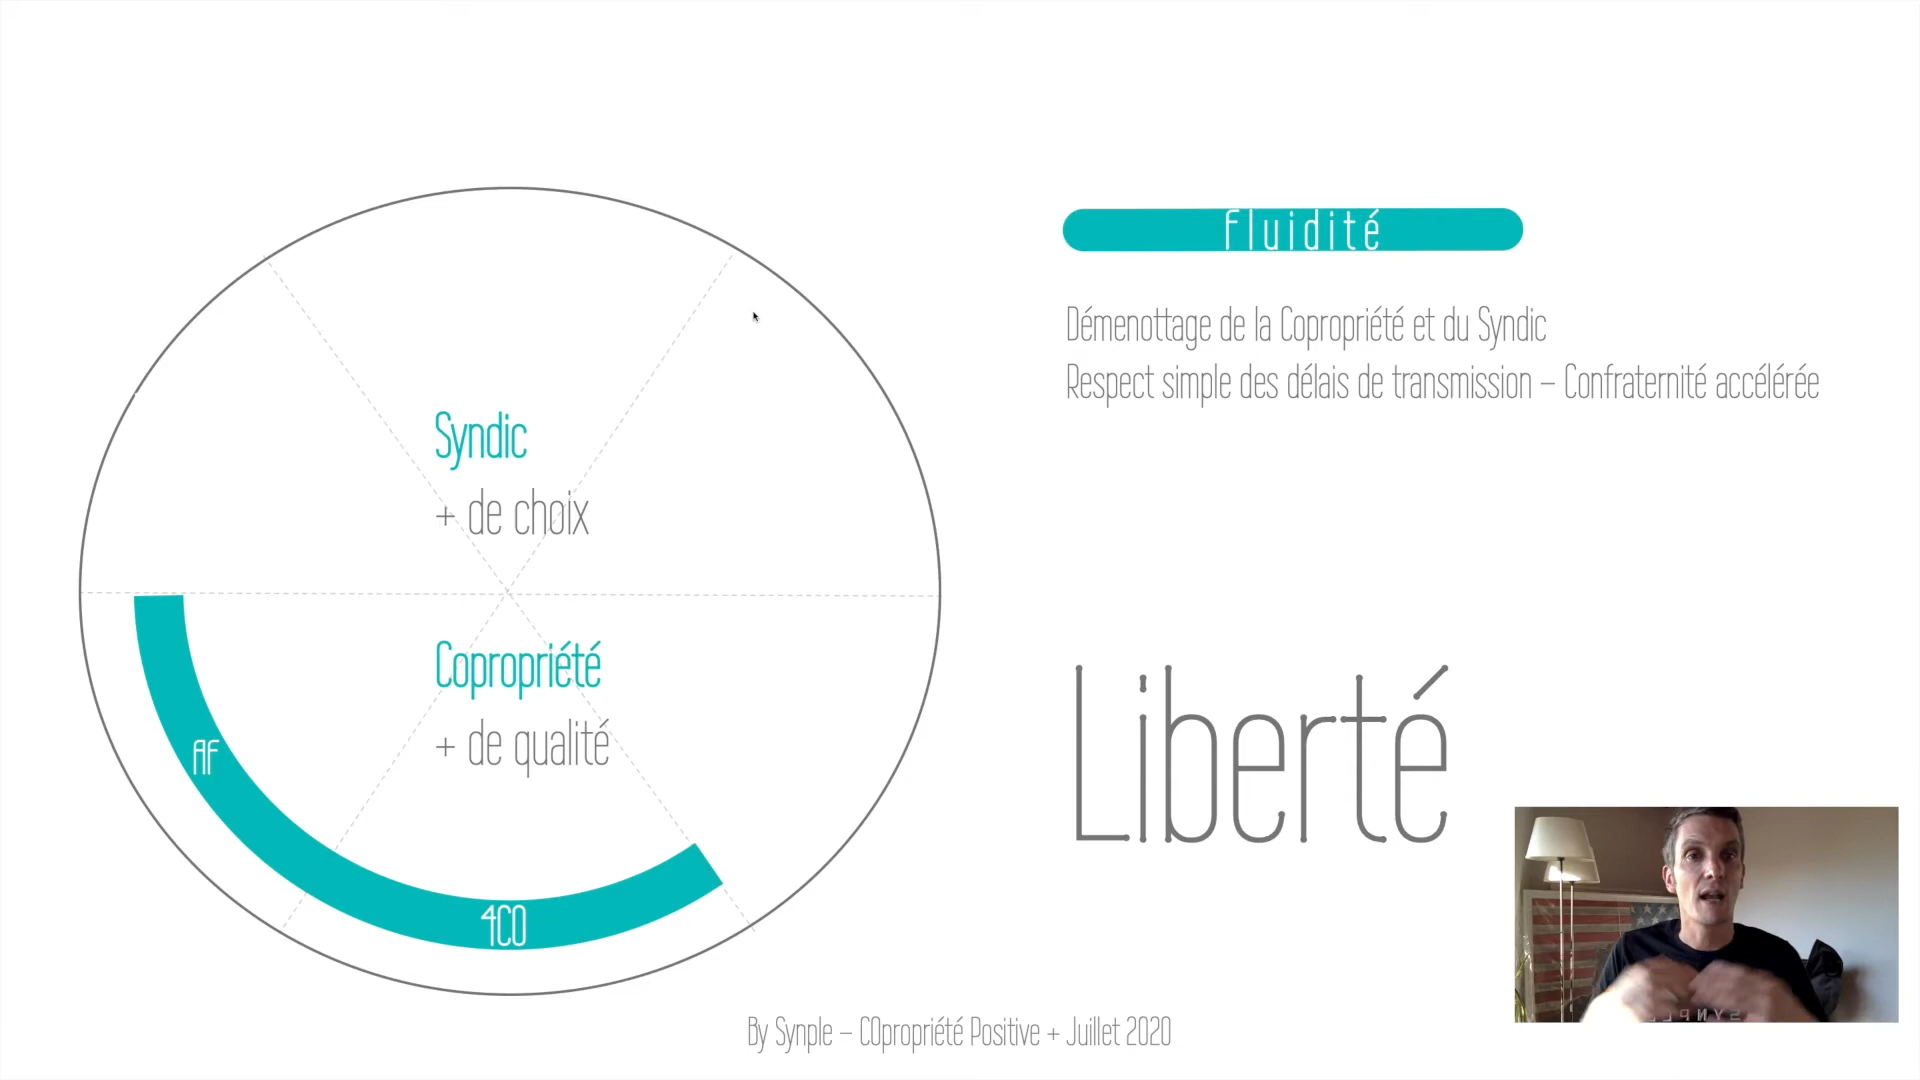 Fluidité
Démenottage de la Copropriété et du Syndic
Respect simple des délais de transmission – Confraternité accélérée
Syndic
+ de choix
Copropriété
+ de qualité
AF
4CO
Liberté
By Synple – COpropriété Positive + Juillet 2020